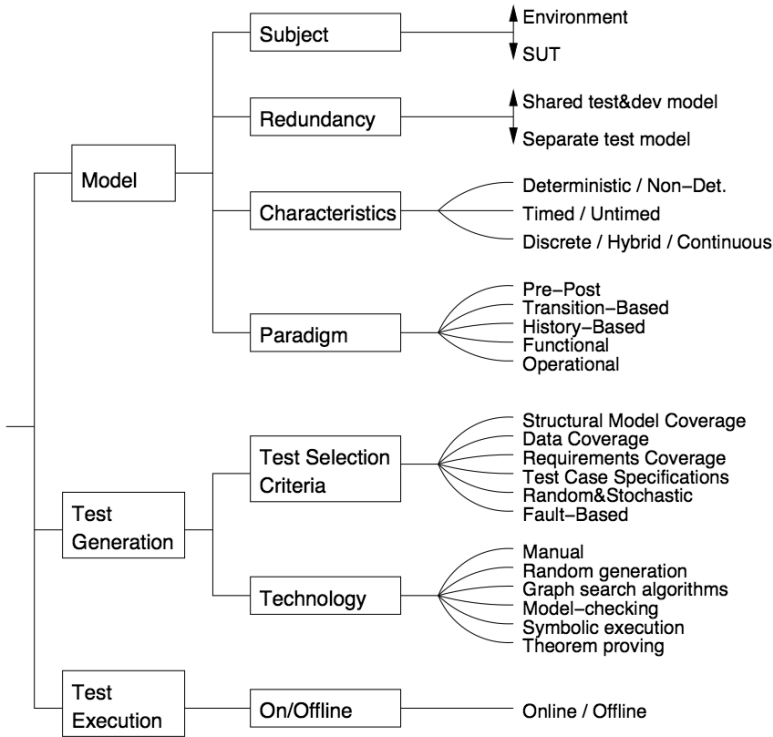 Subject
Environment
SUT
Redundancy
Shared test&dev model
Separate test model
Model
Characteristics
Deterministic / Non–Det.
Timed / Untimed
Discrete / Hybrid / Continuous
Paradigm
Pre–Post
Transition–Based
History–Based
Functional
Operational
Test
Generation
Test Selection
Criteria
Structural Model Coverage
Data Coverage
Requirements Coverage
Test Case Specifications
Random&Stochastic
Fault–Based
Technology
Manual
Random generation
Graph search algorithms
Model–checking
Symbolic execution
Theorem proving
Test
Execution
On/Offline
Online / Offline